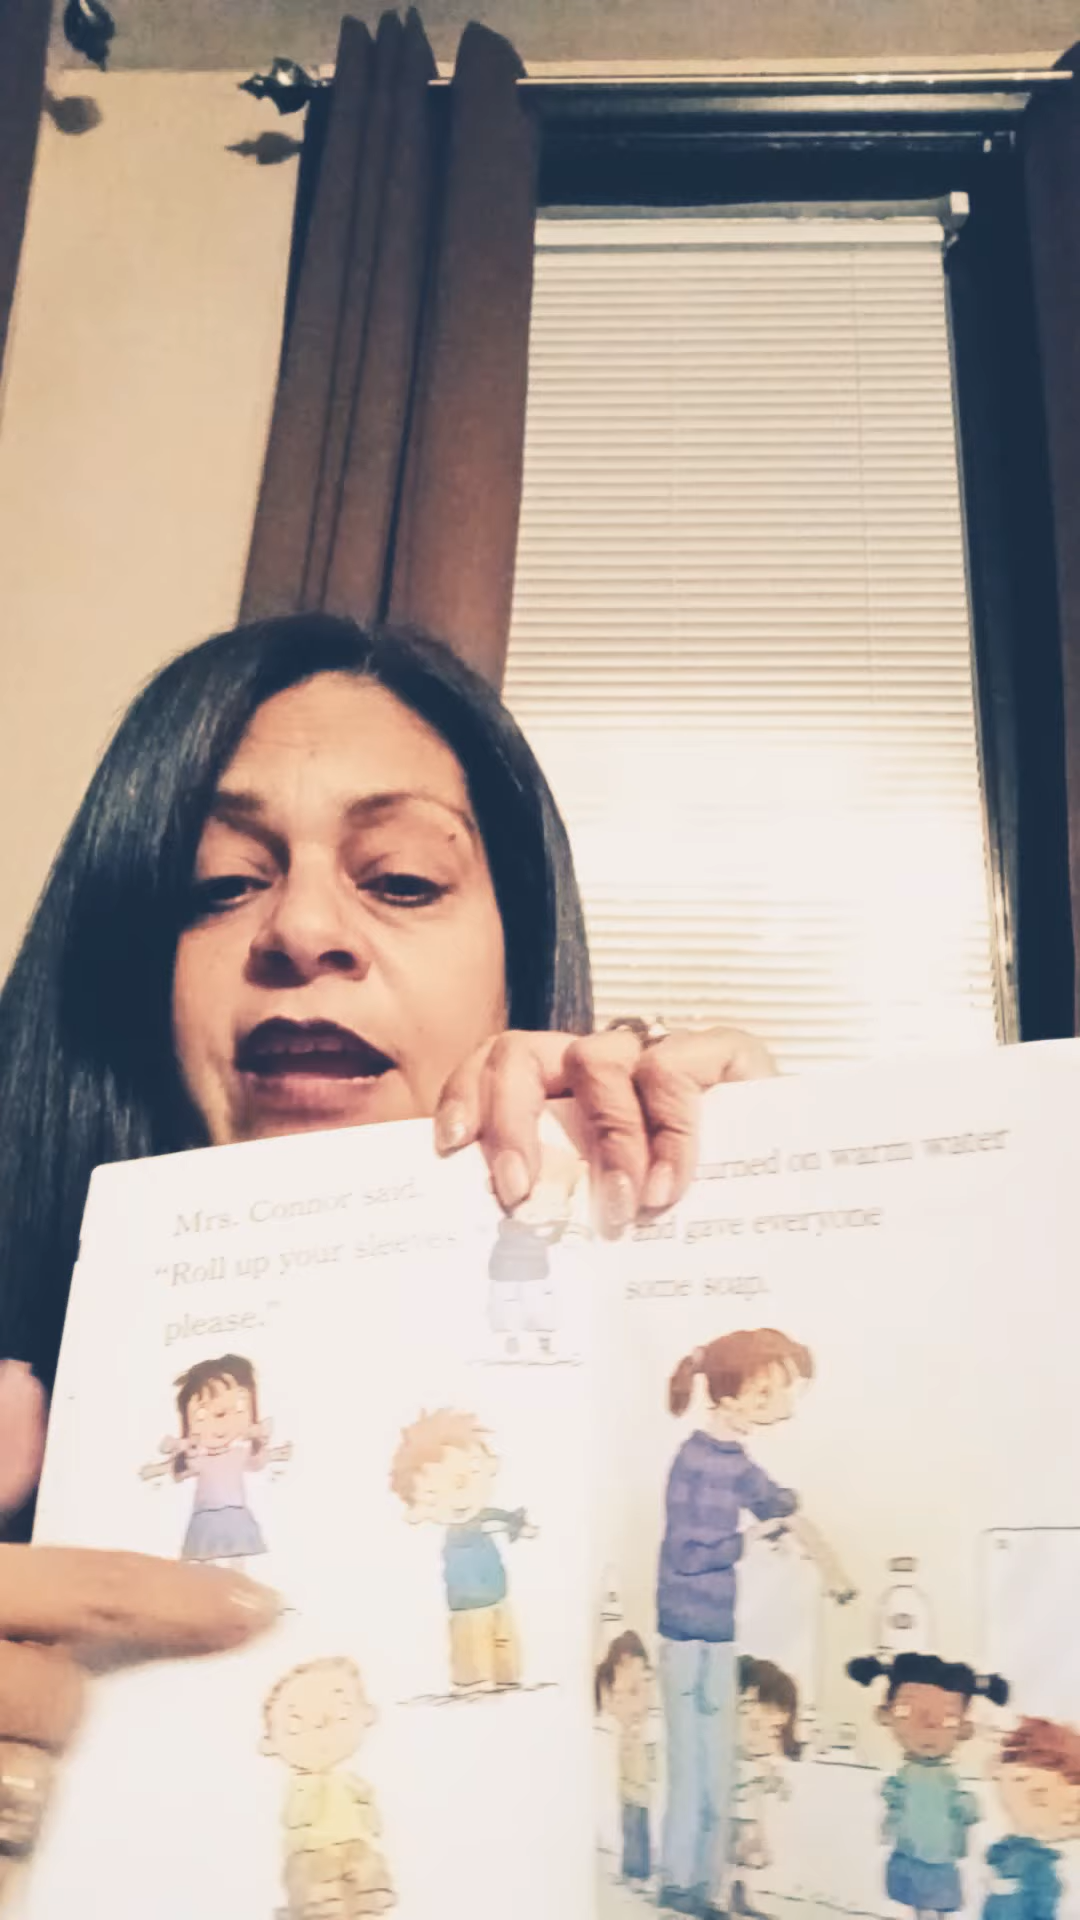 Mrs. Connor said,
"Roll up your sleeves
please."
turned on warm water
and gave everyone
some soap.